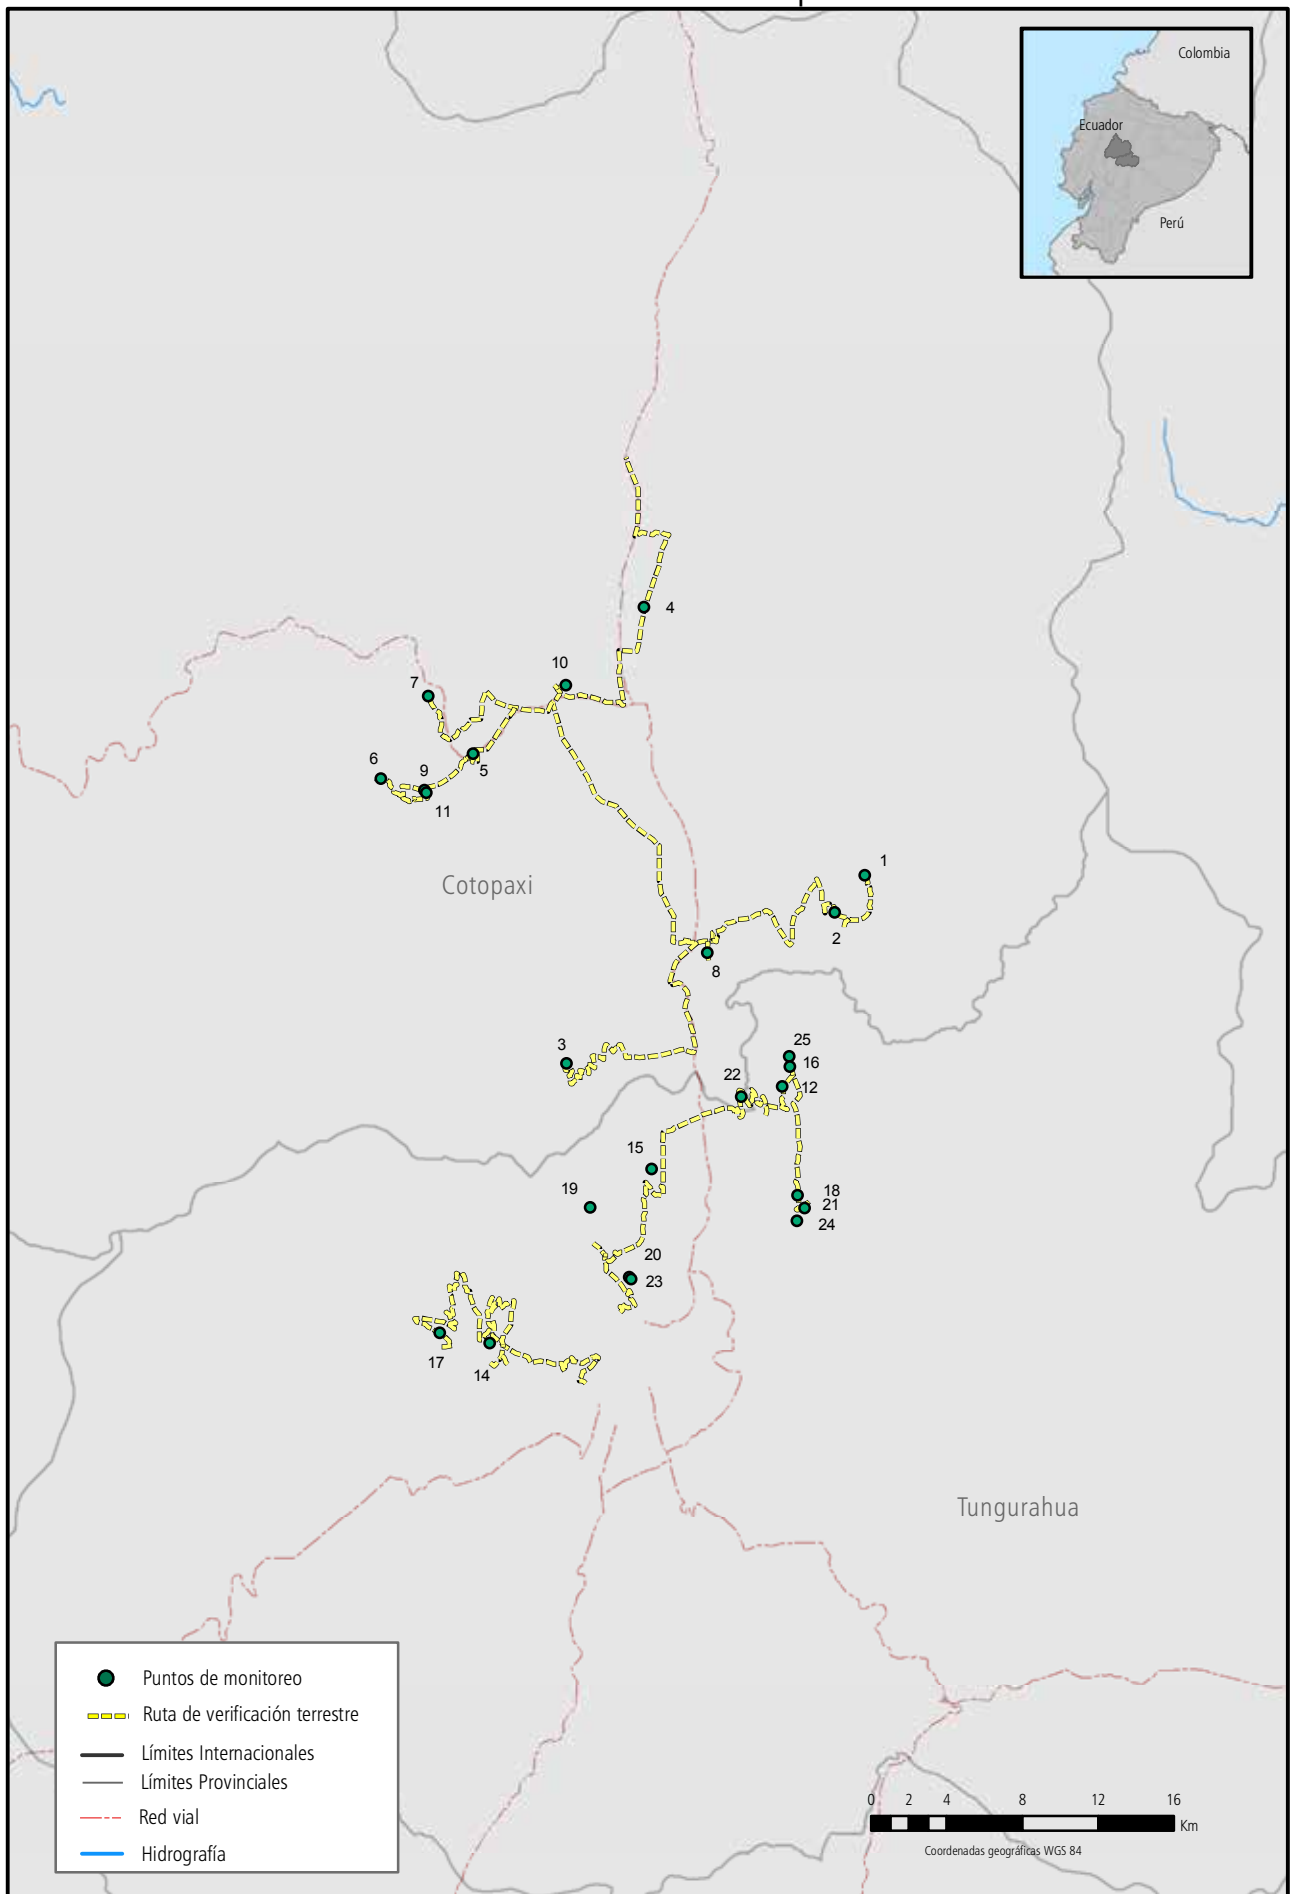 Colombia
Ecuador
Perú
4
10
7
6
9
5
11
1
Cotopaxi
2
8
3
25
16
22
12
15
19
18
21
24
20
23
17
14
Tungurahua
Puntos de monitoreo
Ruta de verificación terrestre
Límites Internacionales
Límites Provinciales
Red vial
Hidrografía
0 2 4 8 12 16
Km
Coordenadas geográficas WGS 84